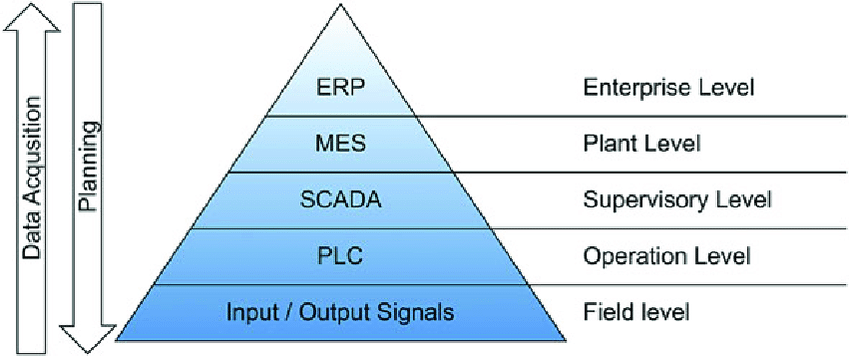 Data Acqusition
Planning
ERP
Enterprise Level
MES
Plant Level
SCADA
Supervisory Level
PLC
Operation Level
Input / Output Signals
Field level